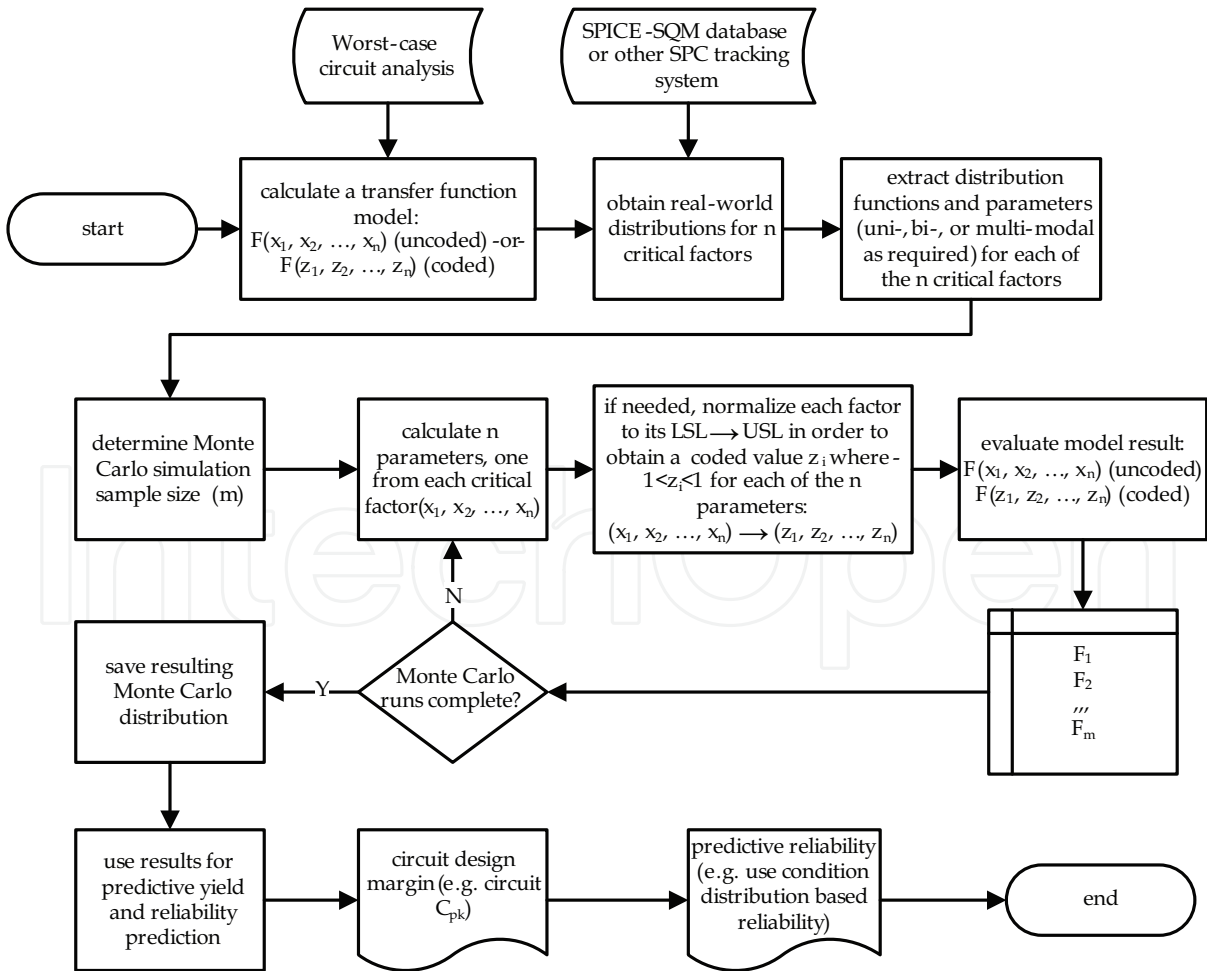 Worst-case
circuit analysis
SPICE-SQM database
or other SPC tracking
system
start
calculate a transfer function
model:
F(x₁, x₂, …, xₙ) (uncoded) -or-
F(z₁, z₂, …, zₙ) (coded)
obtain real-world
distributions for n
critical factors
extract distribution
functions and parameters
(uni-, bi-, or multi-modal
as required) for each of
the n critical factors
determine Monte
Carlo simulation
sample size (m)
calculate n
parameters, one
from each critical
factor(x₁, x₂, …, xₙ)
if needed, normalize each factor
to its LSL → USL in order to
obtain a coded value zᵢ where -
1<zᵢ<1 for each of the n
parameters:
(x₁, x₂, …, xₙ) → (z₁, z₂, …, zₙ)
evaluate model result:
F(x₁, x₂, …, xₙ) (uncoded)
F(z₁, z₂, …, zₙ) (coded)
IntechOpen
N
save resulting
Monte Carlo
distribution
Y
Monte Carlo
runs complete?
F₁
F₂
,,,
Fₘ
use results for
predictive yield
and reliability
prediction
circuit design
margin (e.g. circuit
Cₚₖ)
predictive reliability
(e.g. use condition
distribution based
reliability)
end